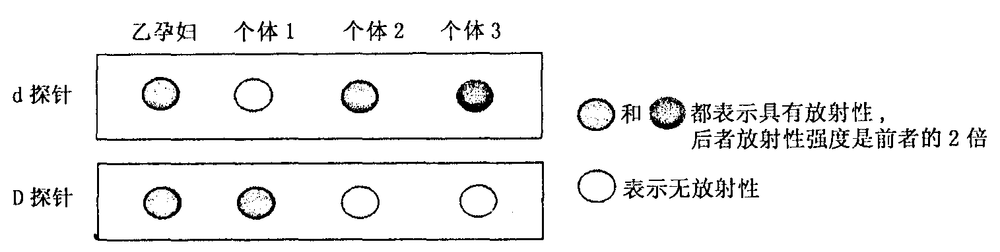 乙孕妇 个体1 个体2 个体3
d探针
和 都表示具有放射性,
后者放射性强度是前者的2倍
D探针
表示无放射性